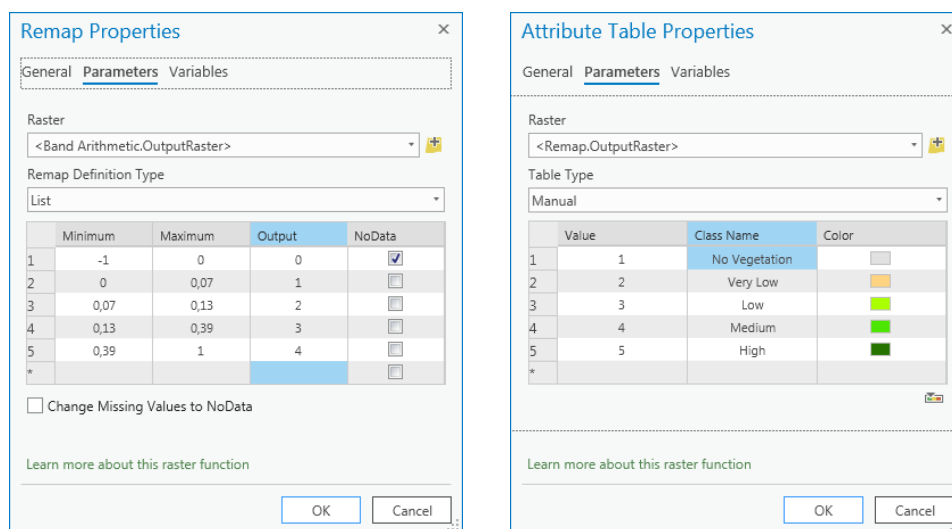 Remap Properties
General Parameters Variables
Raster
<Band Arithmetic.OutputRaster>
Remap Definition Type
List
Minimum Maximum Output NoData
1 -1 0 0
2 0 0,07 1
3 0,07 0,13 2
4 0,13 0,39 3
5 0,39 1 4
*
Change Missing Values to NoData
Learn more about this raster function
OK Cancel
Attribute Table Properties
General Parameters Variables
Raster
<Remap.OutputRaster>
Table Type
Manual
Value Class Name Color
1 1 No Vegetation
2 2 Very Low
3 3 Low
4 4 Medium
5 5 High
*
Learn more about this raster function
OK Cancel